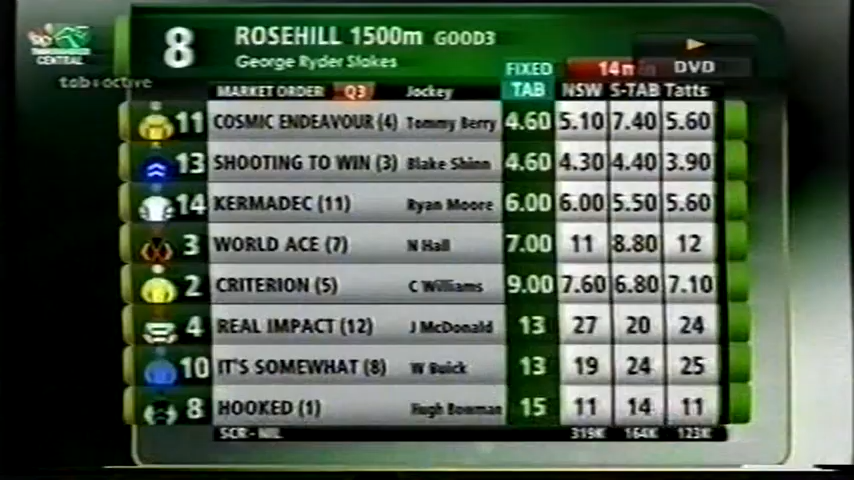 CENTRAL
tab active
8 ROSEHILL 1500m GOOD3
George Ryder Stakes
14m DVD
FIXED
MARKET ORDER Q3 Jockey TAB NSW S-TAB Tatts
11 COSMIC ENDEAVOUR (4) Tommy Berry 4.60 5.10 7.40 5.60
13 SHOOTING TO WIN (3) Blake Shinn 4.60 4.30 4.40 3.90
14 KERMADEC (11) Ryan Moore 6.00 6.00 5.50 5.60
3 WORLD ACE (7) N Hall 7.00 11 8.80 12
2 CRITERION (5) C Williams 9.00 7.60 6.80 7.10
4 REAL IMPACT (12) J McDonald 13 27 20 24
10 IT'S SOMEWHAT (8) W Buick 13 19 24 25
8 HOOKED (1) Hugh Bowman 15 11 14 11
SCR - NIL 319K 164K 123K